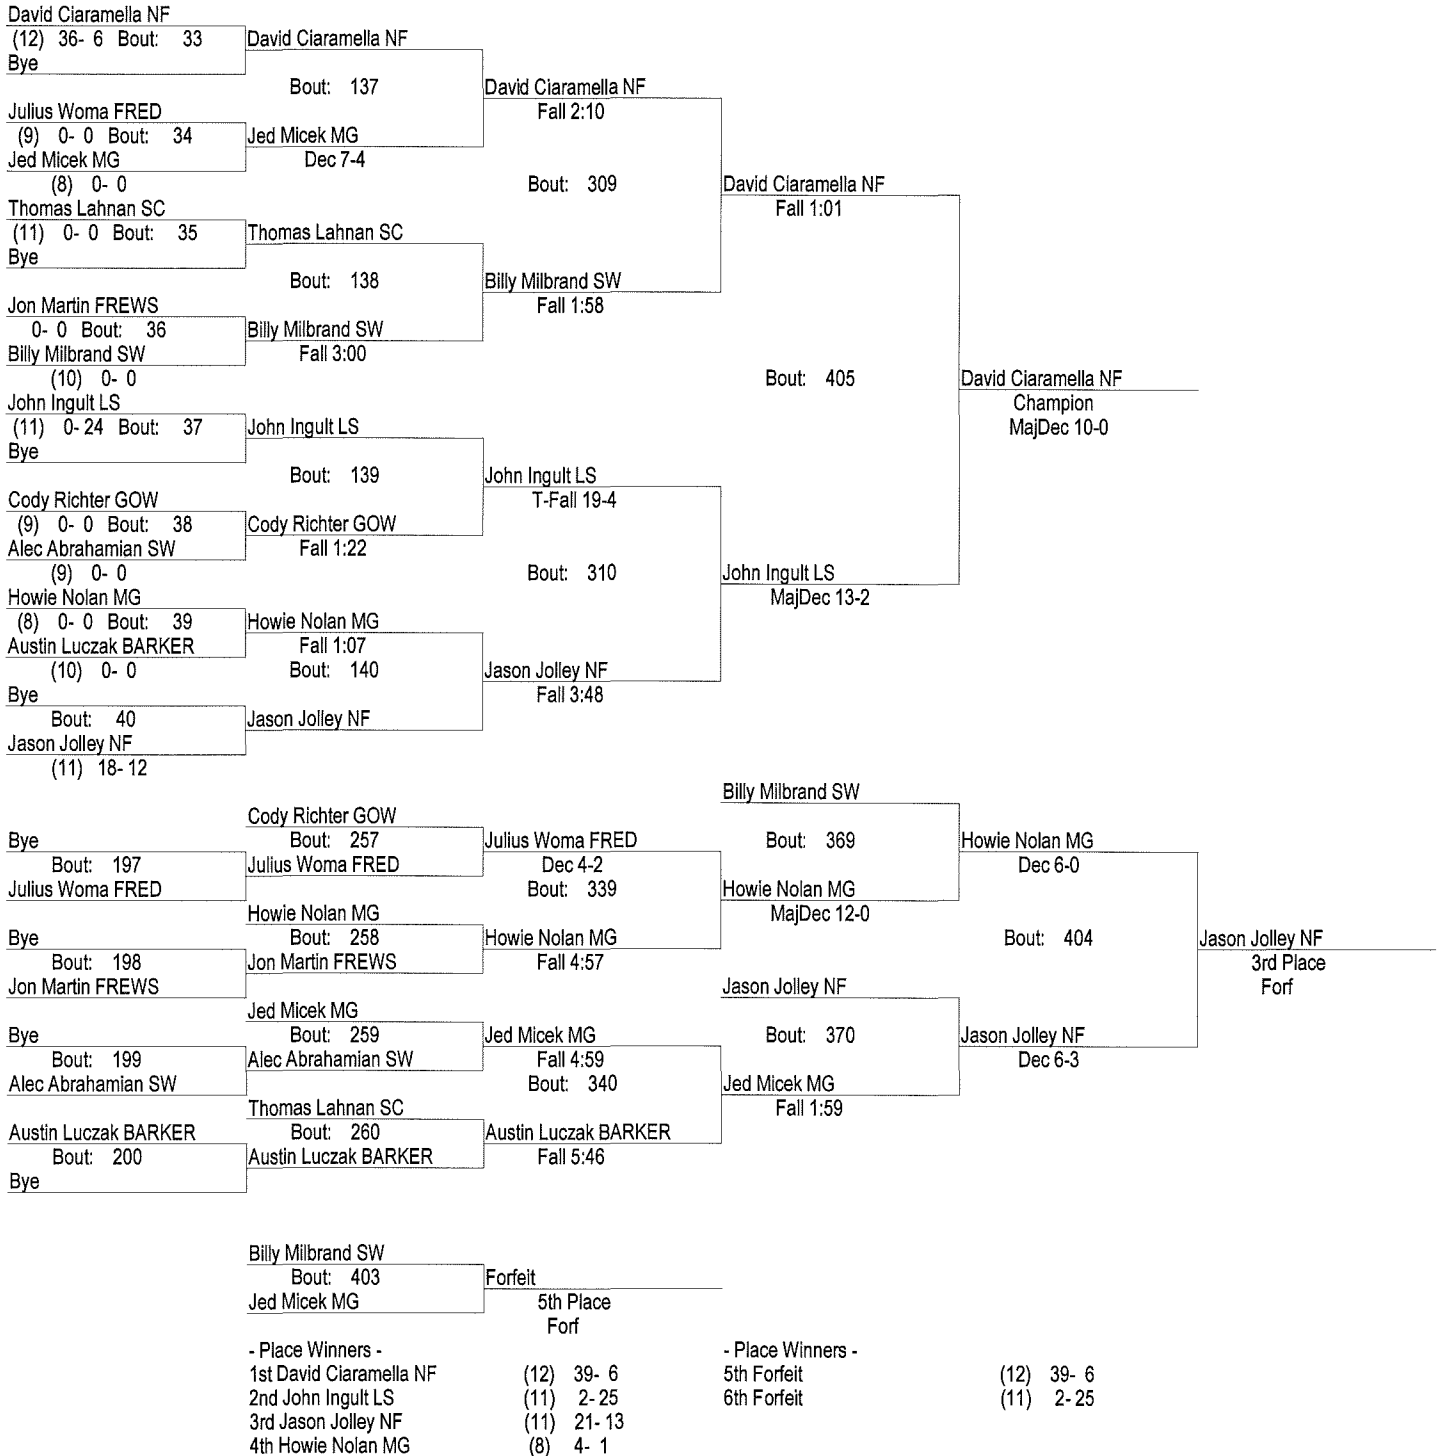 David Ciaramella NF
(12) 36- 6 Bout: 33
Bye
David Ciaramella NF
Bout: 137
David Ciaramella NF
Fall 2:10
Julius Woma FRED
(9) 0- 0 Bout: 34
Jed Micek MG
(8) 0- 0
Jed Micek MG
Dec 7-4
Bout: 309
David Ciaramella NF
Fall 1:01
Thomas Lahnan SC
(11) 0- 0 Bout: 35
Bye
Thomas Lahnan SC
Bout: 138
Billy Milbrand SW
Fall 1:58
Jon Martin FREWS
0- 0 Bout: 36
Billy Milbrand SW
(10) 0- 0
Billy Milbrand SW
Fall 3:00
Bout: 405
David Ciaramella NF
Champion
MajDec 10-0
John Ingult LS
(11) 0- 24 Bout: 37
Bye
John Ingult LS
Bout: 139
John Ingult LS
T-Fall 19-4
Cody Richter GOW
(9) 0- 0 Bout: 38
Alec Abrahamian SW
(9) 0- 0
Cody Richter GOW
Fall 1:22
Bout: 310
John Ingult LS
MajDec 13-2
Howie Nolan MG
(8) 0- 0 Bout: 39
Austin Luczak BARKER
(10) 0- 0
Howie Nolan MG
Fall 1:07
Bout: 140
Jason Jolley NF
Fall 3:48
Bye
Bout: 40
Jason Jolley NF
(11) 18- 12
Jason Jolley NF
Bye
Bout: 197
Julius Woma FRED
Cody Richter GOW
Bout: 257
Julius Woma FRED
Julius Woma FRED
Dec 4-2
Bout: 339
Billy Milbrand SW
Bout: 369
Howie Nolan MG
MajDec 12-0
Howie Nolan MG
Dec 6-0
Bye
Bout: 198
Jon Martin FREWS
Howie Nolan MG
Bout: 258
Jon Martin FREWS
Howie Nolan MG
Fall 4:57
Bout: 404
Jason Jolley NF
3rd Place
Forf
Bye
Bout: 199
Alec Abrahamian SW
Jed Micek MG
Bout: 259
Alec Abrahamian SW
Jed Micek MG
Fall 4:59
Bout: 340
Jason Jolley NF
Bout: 370
Jed Micek MG
Fall 1:59
Jason Jolley NF
Dec 6-3
Austin Luczak BARKER
Bout: 200
Bye
Thomas Lahnan SC
Bout: 260
Austin Luczak BARKER
Austin Luczak BARKER
Fall 5:46
Billy Milbrand SW
Bout: 403
Jed Micek MG
Forfeit
5th Place
Forf
- Place Winners -
1st David Ciaramella NF (12) 39- 6
2nd John Ingult LS (11) 2- 25
3rd Jason Jolley NF (11) 21- 13
4th Howie Nolan MG (8) 4- 1
- Place Winners -
5th Forfeit (12) 39- 6
6th Forfeit (11) 2- 25